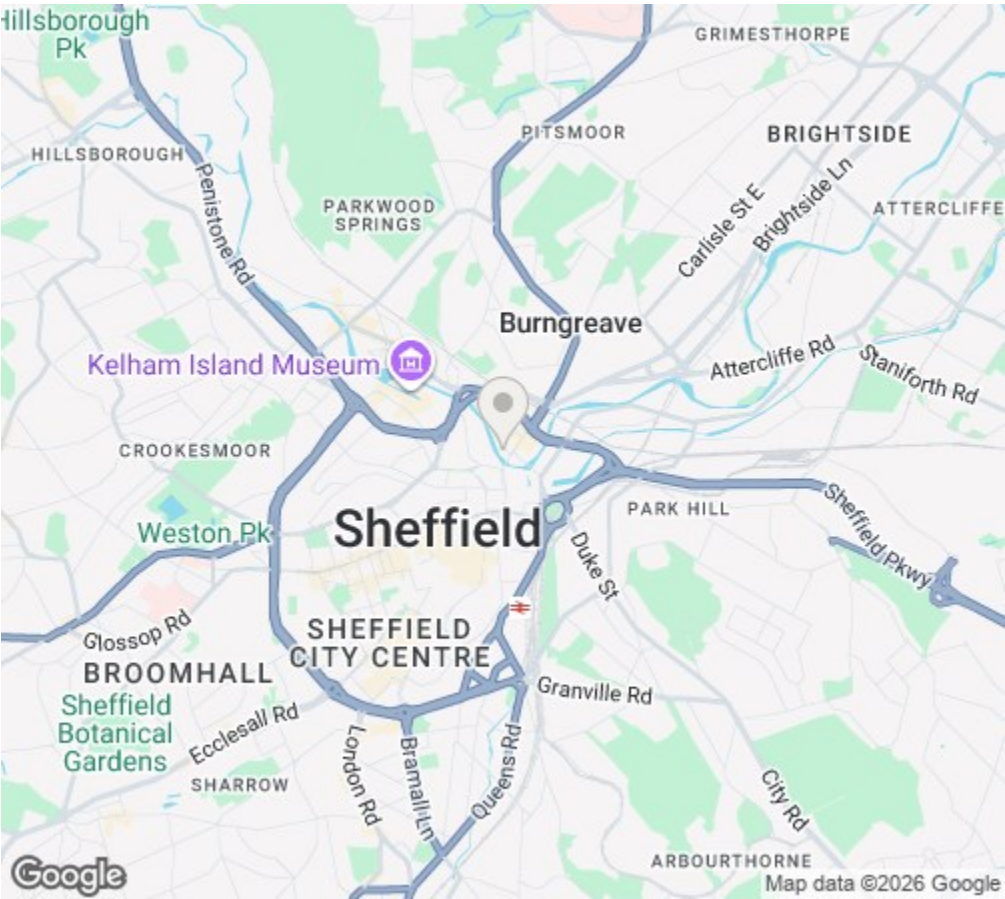 Hillsborough
Pk
GRIMESTHORPE
PITSMOOR
BRIGHTSIDE
HILLSBOROUGH
Penistone Rd
PARKWOOD
SPRINGS
Carlisle St E
Brightside Ln
ATTERCLIFFE
Burngreave
Kelham Island Museum
Attercliffe Rd
Staniforth Rd
CROOKESMOOR
Weston Pk
Sheffield
PARK HILL
Sheffield Pkwy
Duke St
Glossop Rd
SHEFFIELD
CITY CENTRE
BROOMHALL
Granville Rd
Sheffield
Botanical
Gardens
Ecclesall Rd
London Rd
Bramall Ln
Queens Rd
SHARROW
City Rd
ARBOURTHORNE
Google
Map data ©2026 Google